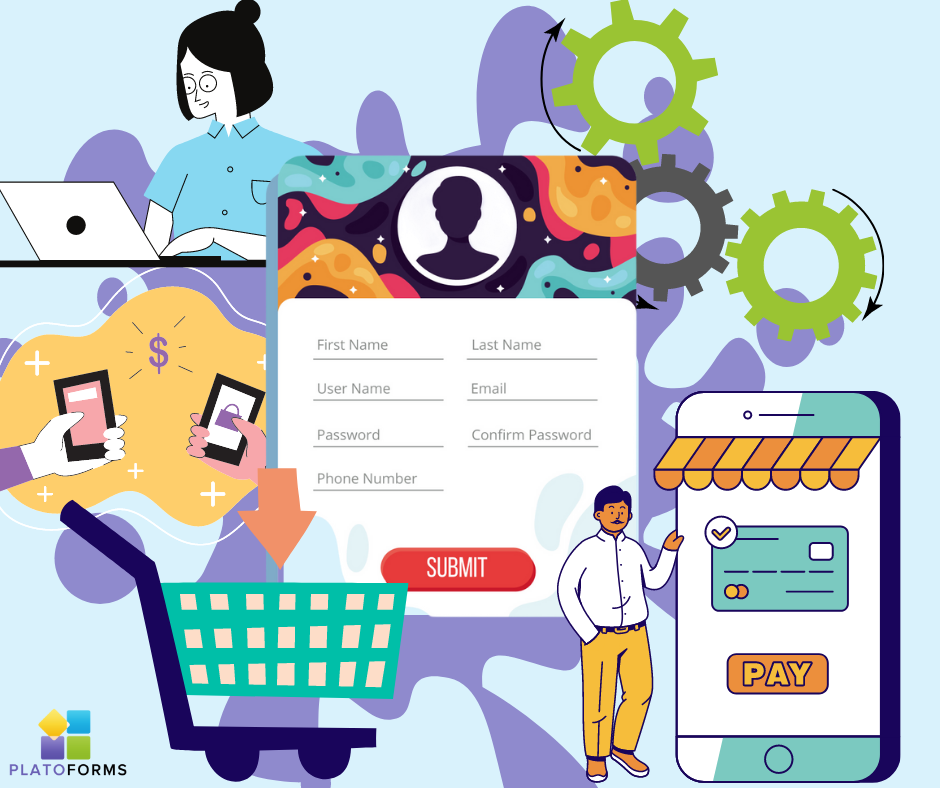 First Name
Last Name
User Name
Email
Password
Confirm Password
Phone Number
SUBMIT
$
PAY
PLATOFORMS